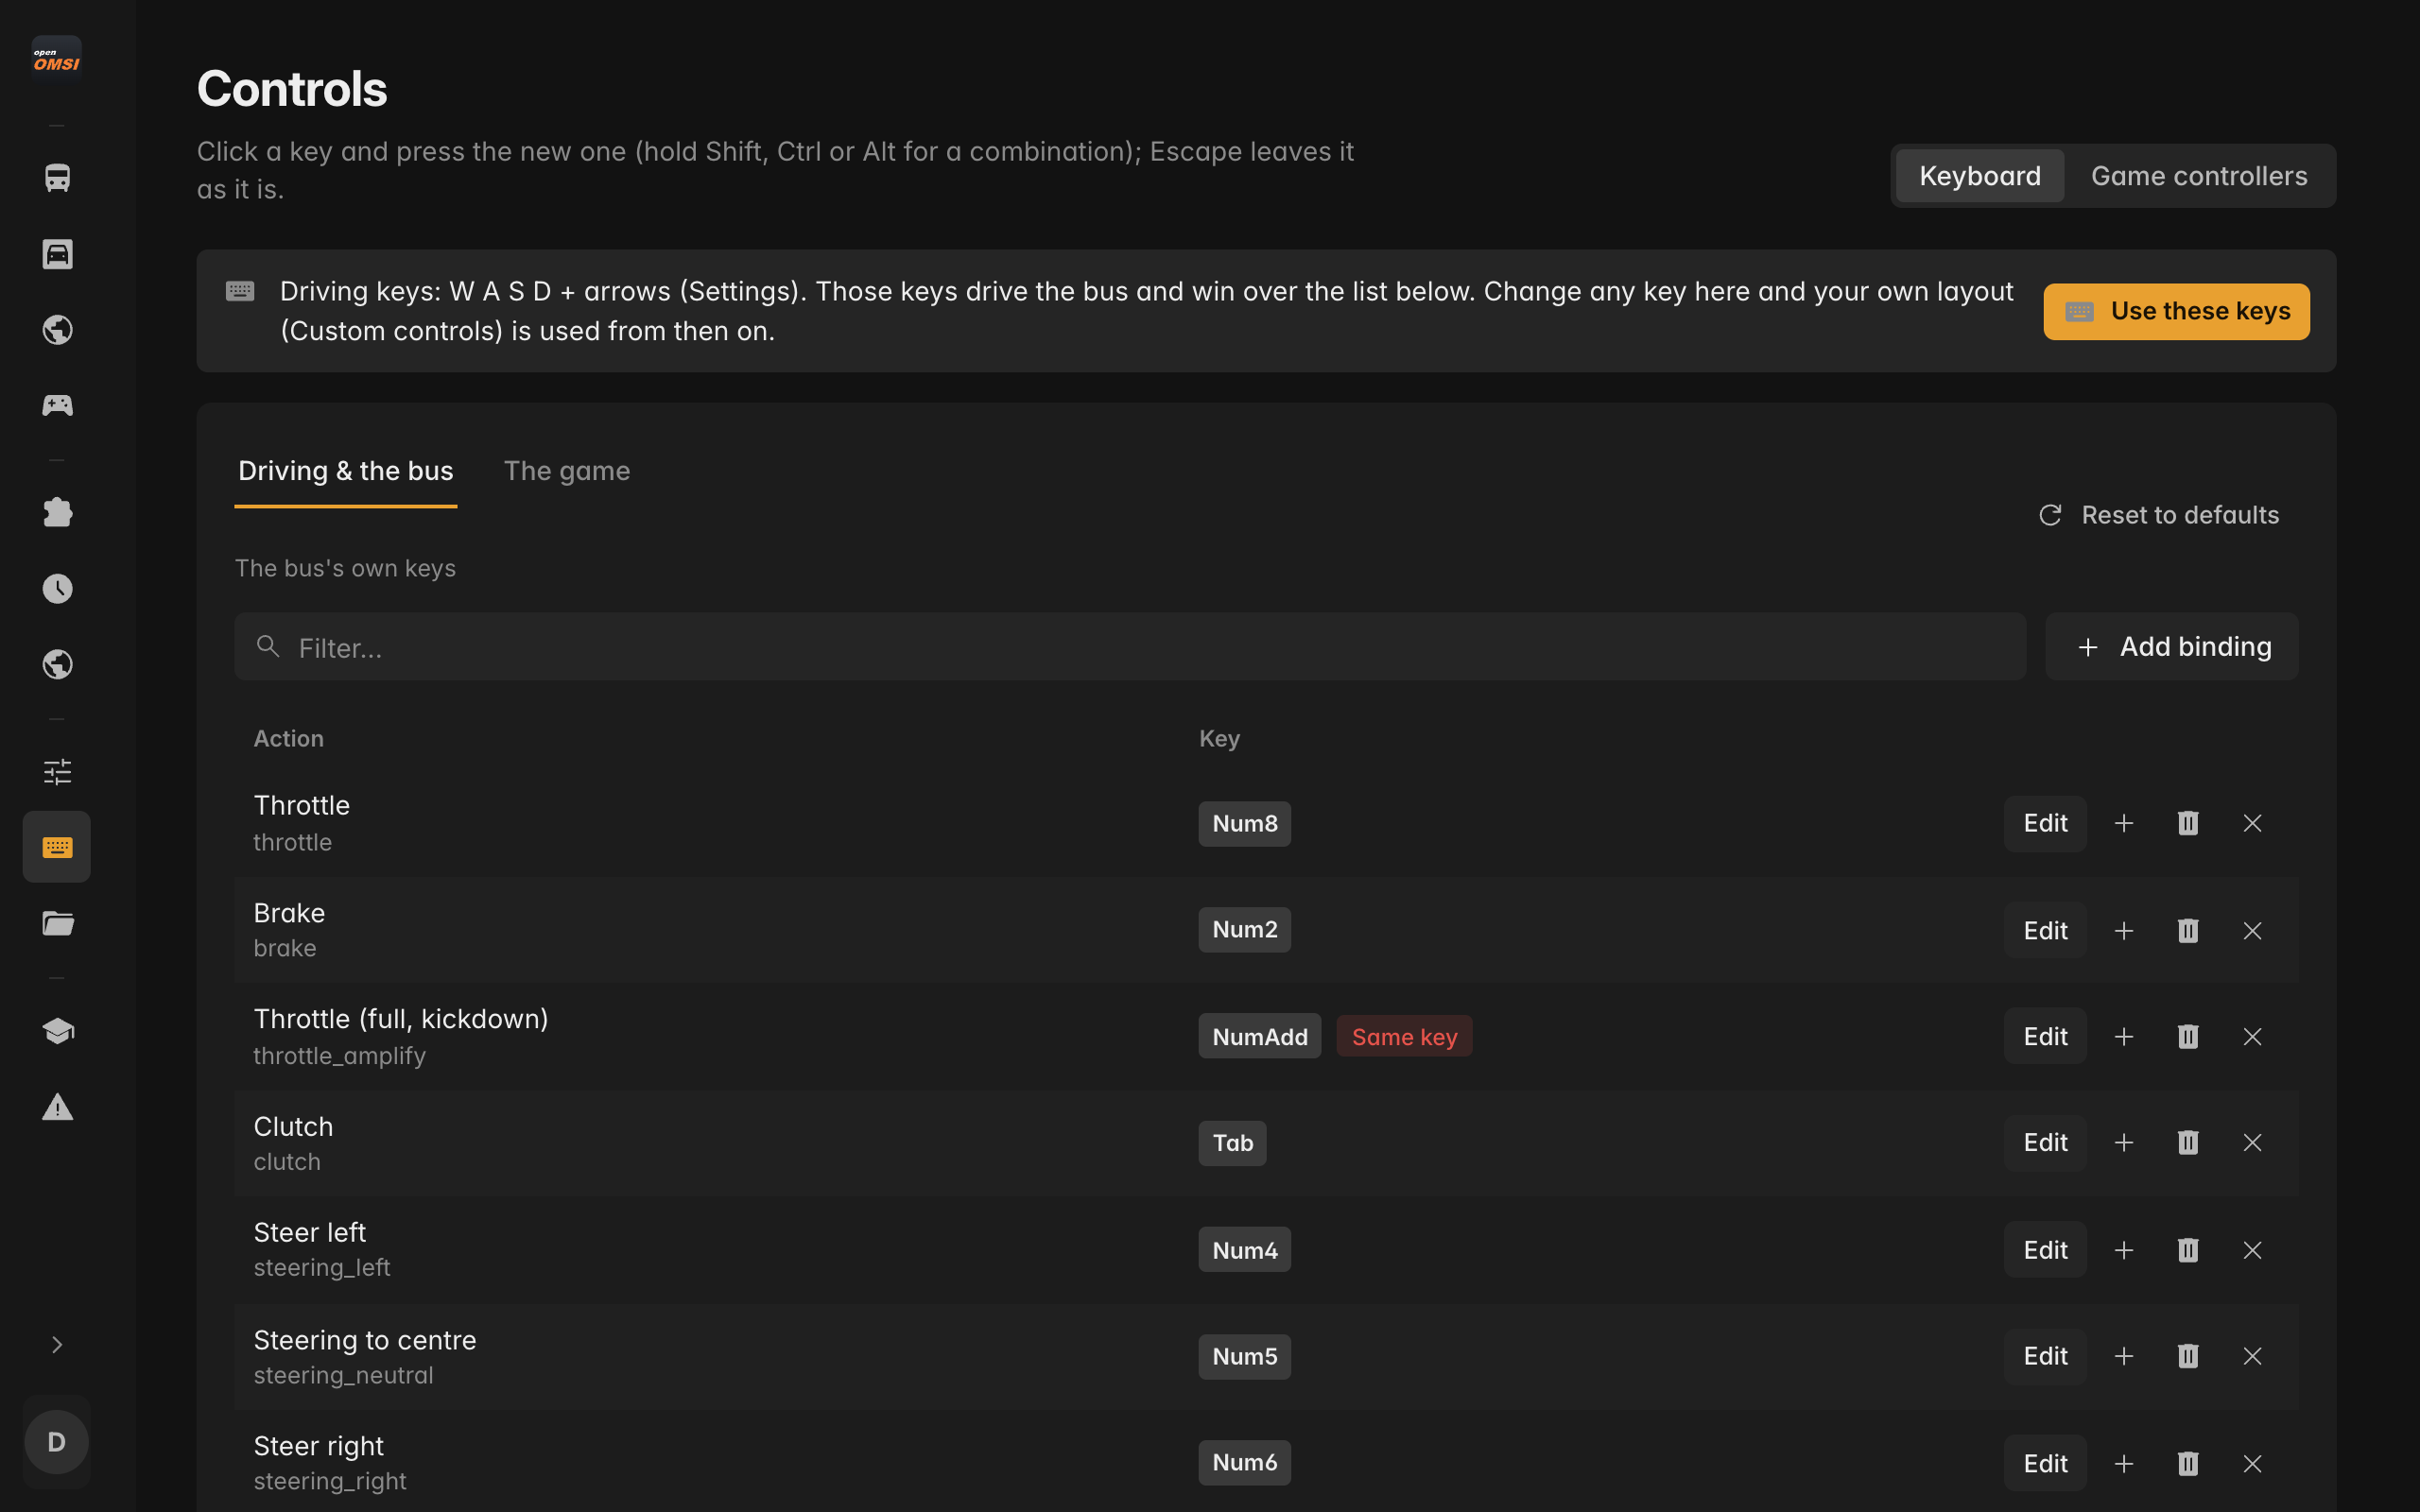 open
OMSI
Controls
Click a key and press the new one (hold Shift, Ctrl or Alt for a combination); Escape leaves it
as it is.
Keyboard
Game controllers
Driving keys: W A S D + arrows (Settings). Those keys drive the bus and win over the list below. Change any key here and your own layout
(Custom controls) is used from then on.
Use these keys
Driving & the bus
The game
Reset to defaults
The bus's own keys
Filter...
Add binding
Action
Key
Throttle
throttle
Num8
Edit
Brake
brake
Num2
Edit
Throttle (full, kickdown)
throttle_amplify
NumAdd
Same key
Edit
Clutch
clutch
Tab
Edit
Steer left
steering_left
Num4
Edit
Steering to centre
steering_neutral
Num5
Edit
Steer right
steering_right
Num6
Edit
D